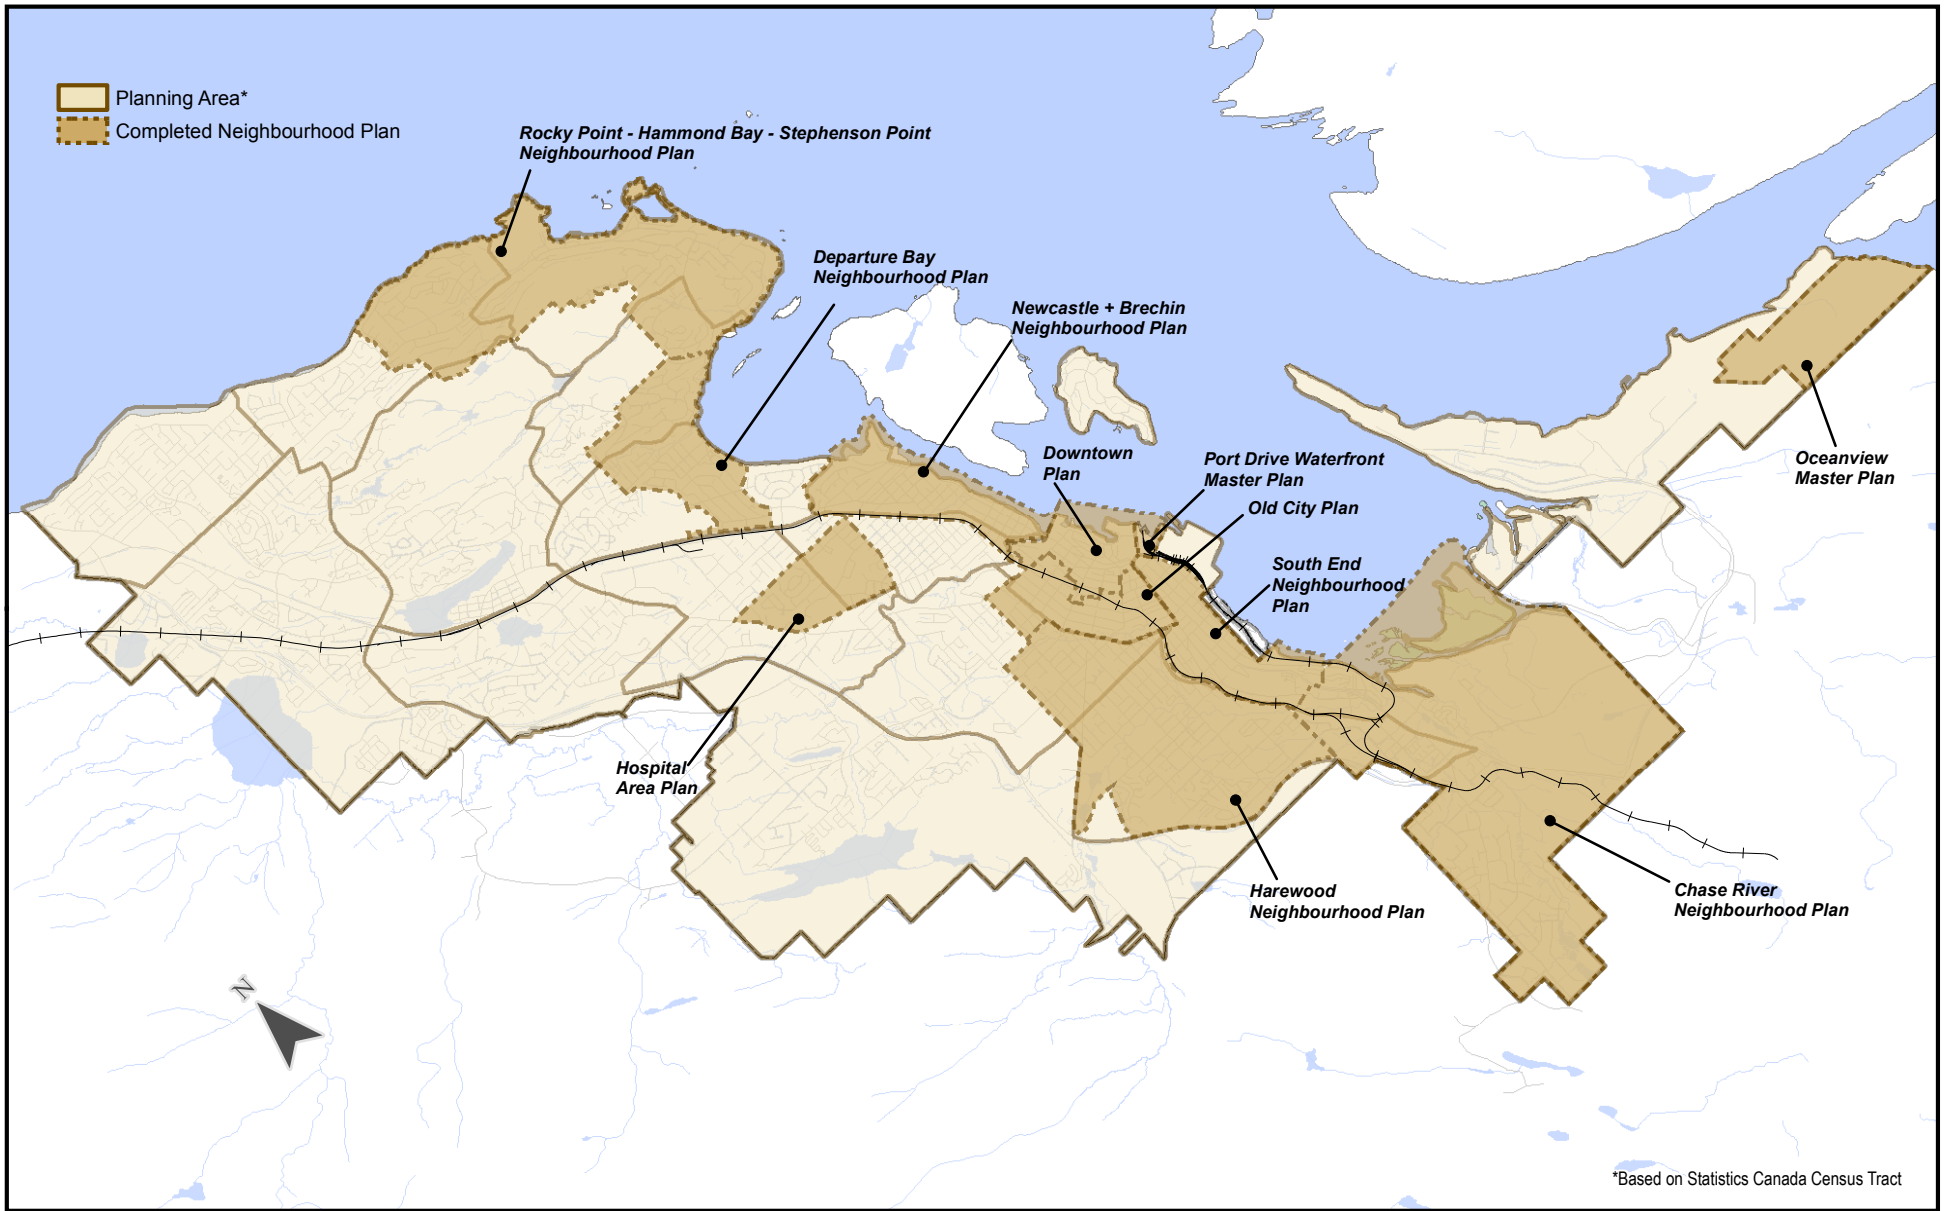 Planning Area*
Completed Neighbourhood Plan
Rocky Point - Hammond Bay - Stephenson Point
Neighbourhood Plan
Departure Bay
Neighbourhood Plan
Newcastle + Brechin
Neighbourhood Plan
Downtown
Plan
Port Drive Waterfront
Master Plan
Old City Plan
South End
Neighbourhood
Plan
Oceanview
Master Plan
Hospital
Area Plan
Harewood
Neighbourhood Plan
Chase River
Neighbourhood Plan
N
*Based on Statistics Canada Census Tract